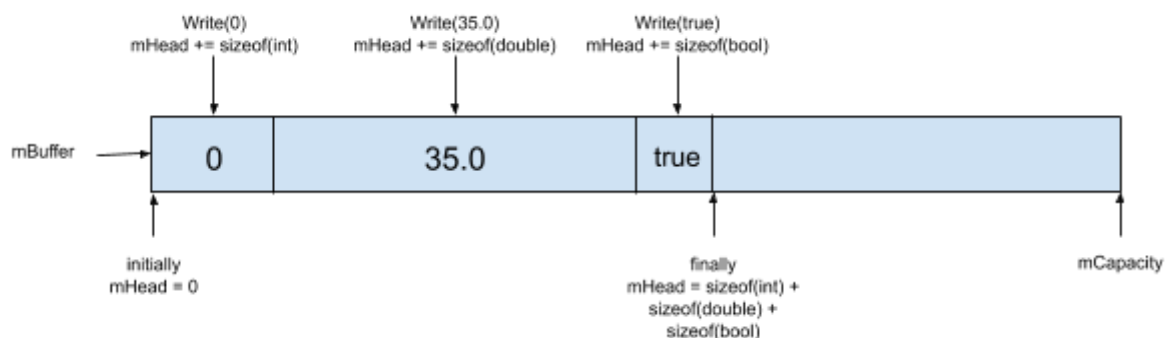 Write(0)
mHead += sizeof(int)
Write(35.0)
mHead += sizeof(double)
Write(true)
mHead += sizeof(bool)
mBuffer
0
35.0
true
initially
mHead = 0
finally
mHead = sizeof(int) +
sizeof(double) +
sizeof(bool)
mCapacity